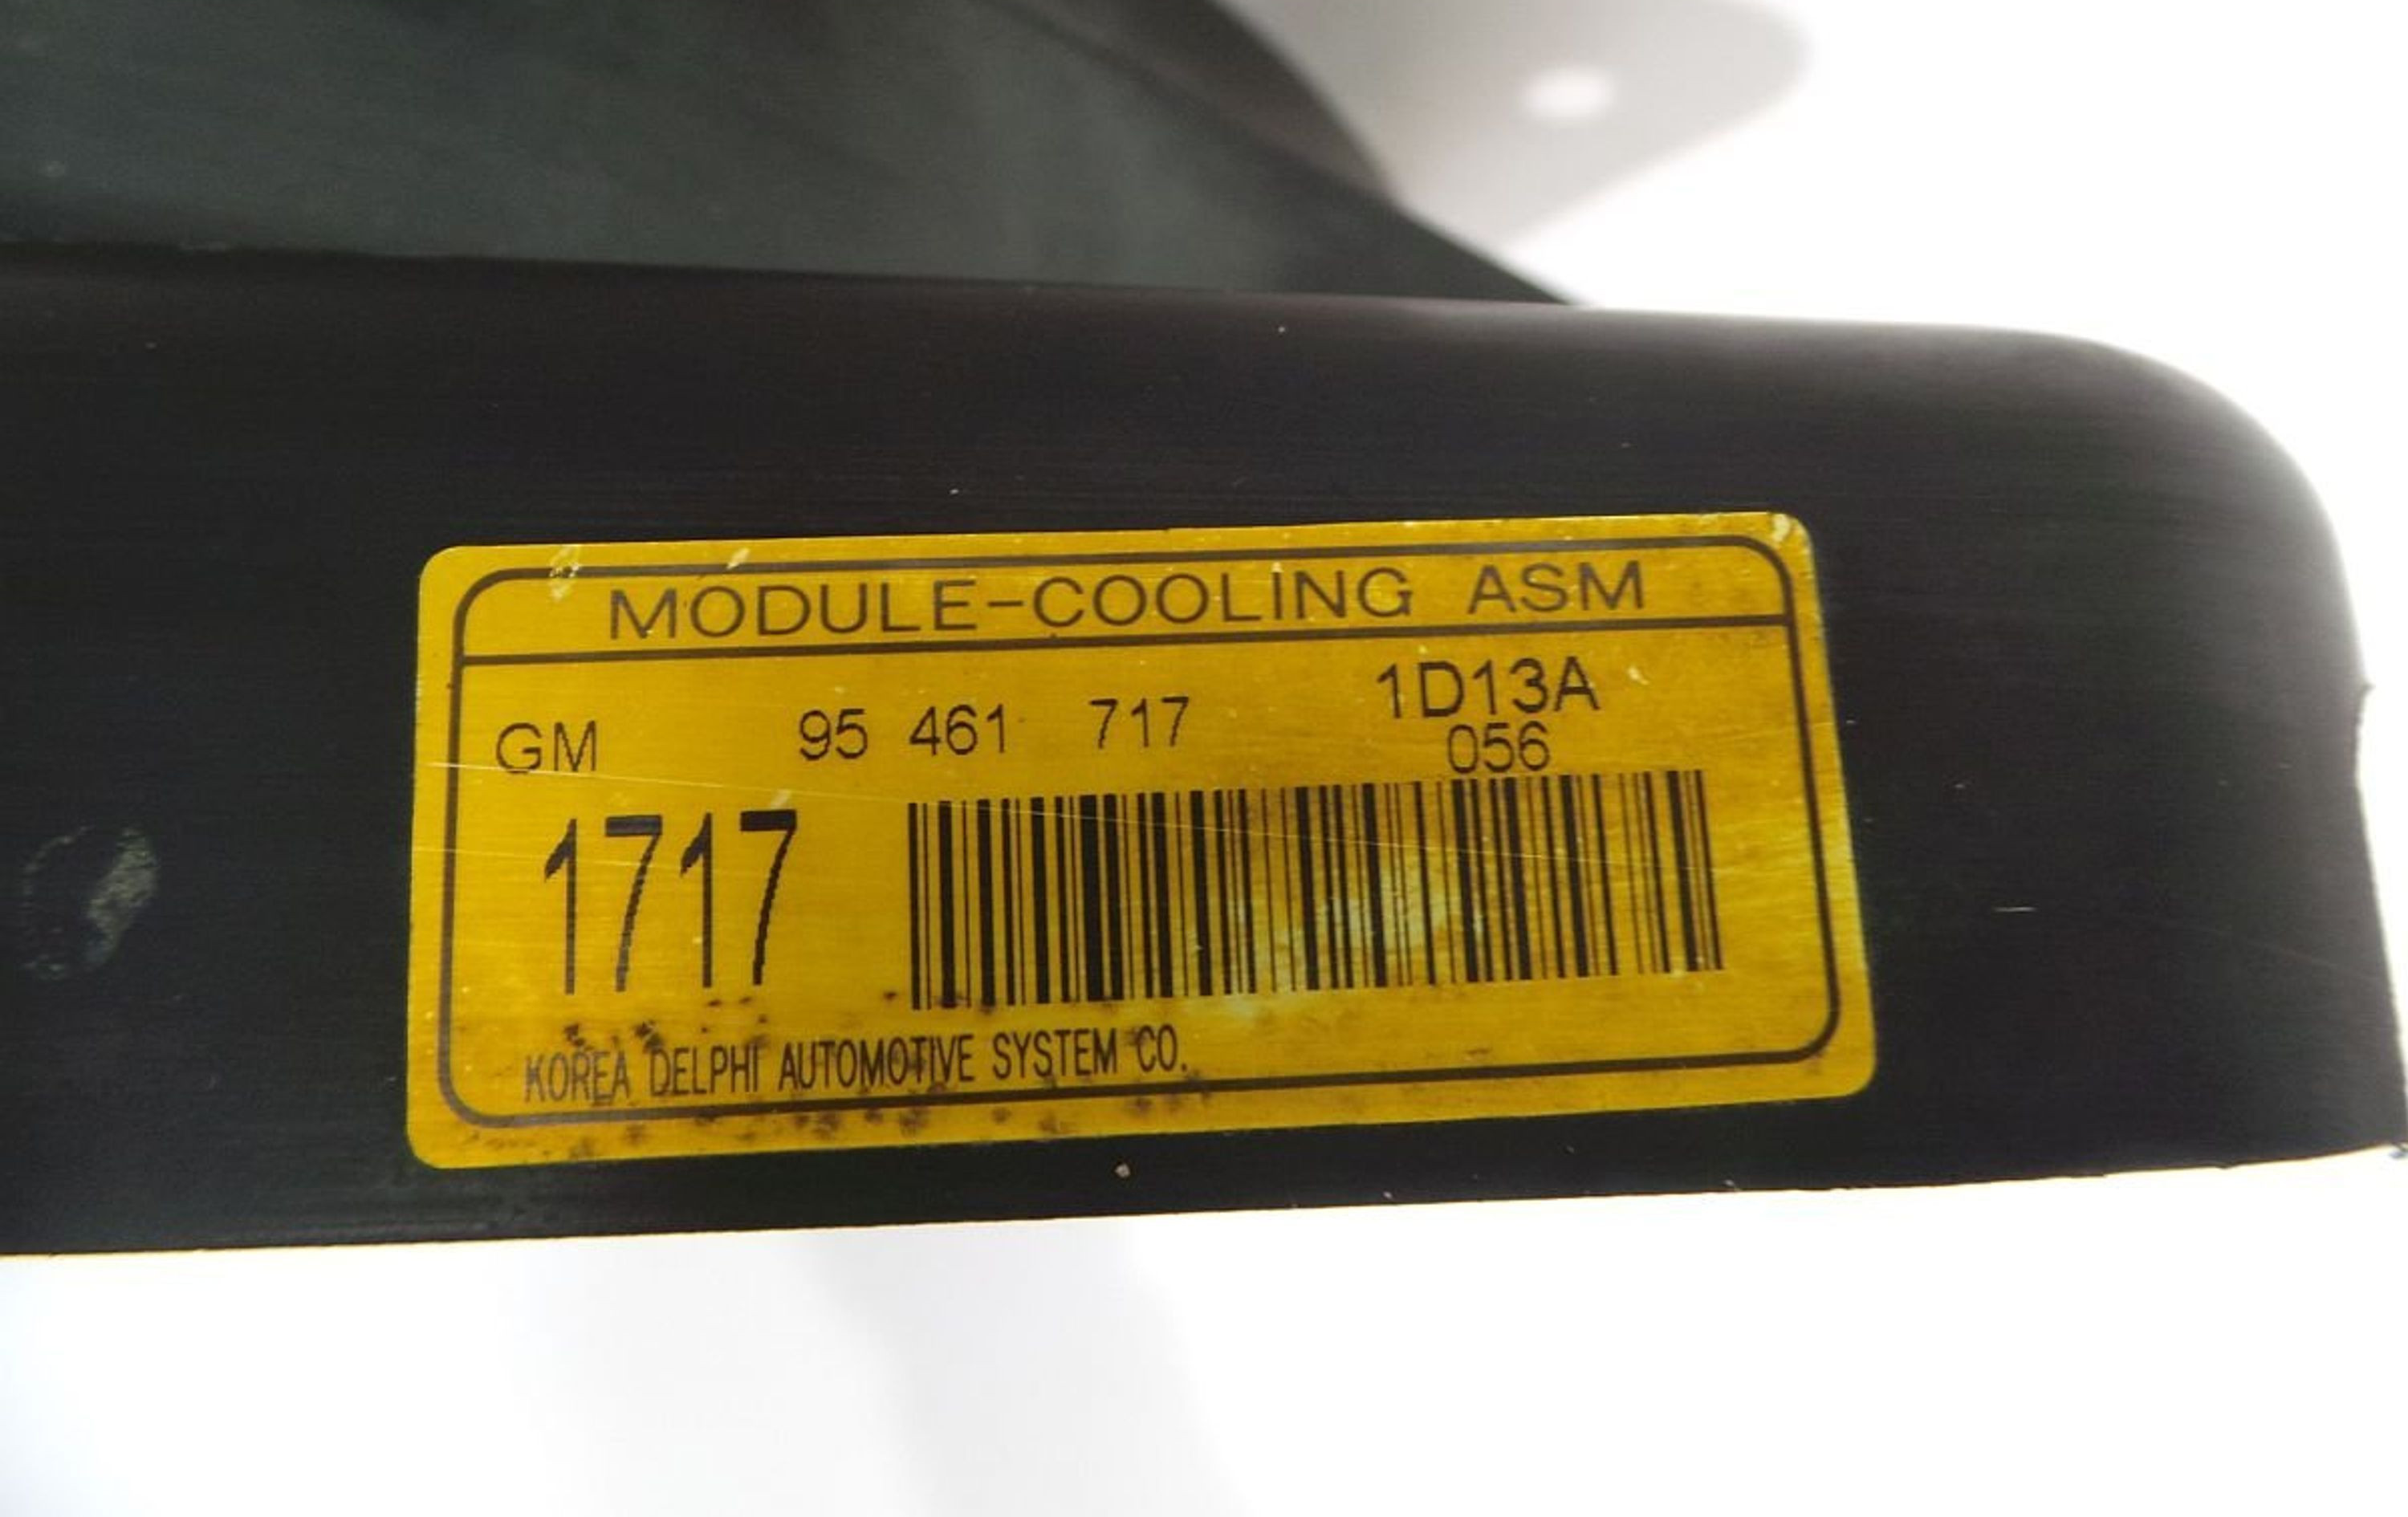 MODULE-COOLING ASM
GM 95 461 717 1D13A
056
1717
KOREA DELPHI AUTOMOTIVE SYSTEM CO.